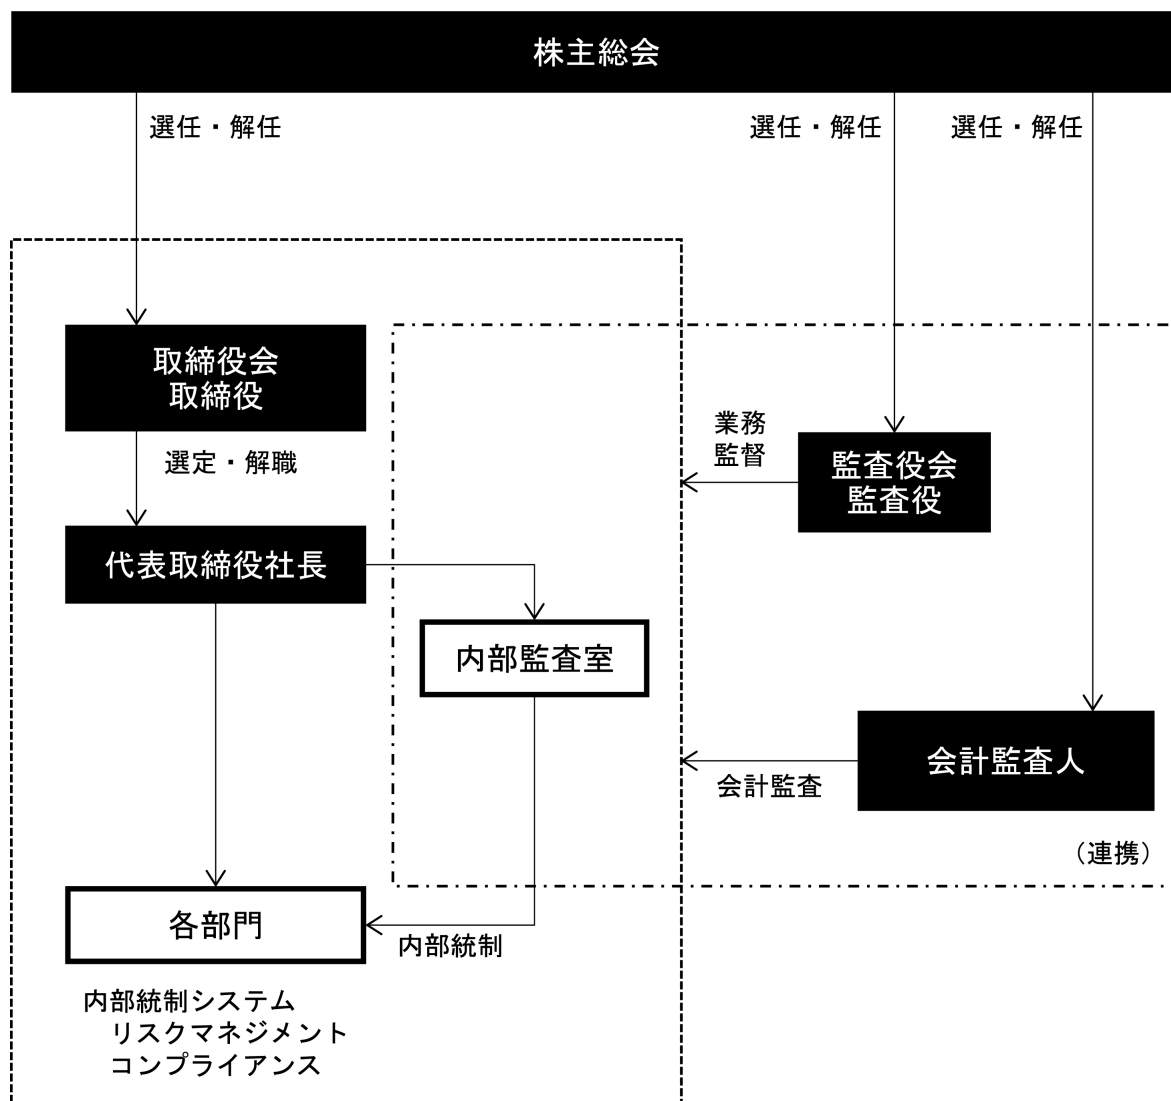 株主総会
選任・解任
選任・解任
選任・解任
取締役会
取締役
選定・解職
業務
監督
監査役会
監査役
代表取締役社長
内部監査室
会計監査人
会計監査
（連携）
各部門
内部統制
内部統制システム
リスクマネジメント
コンプライアンス